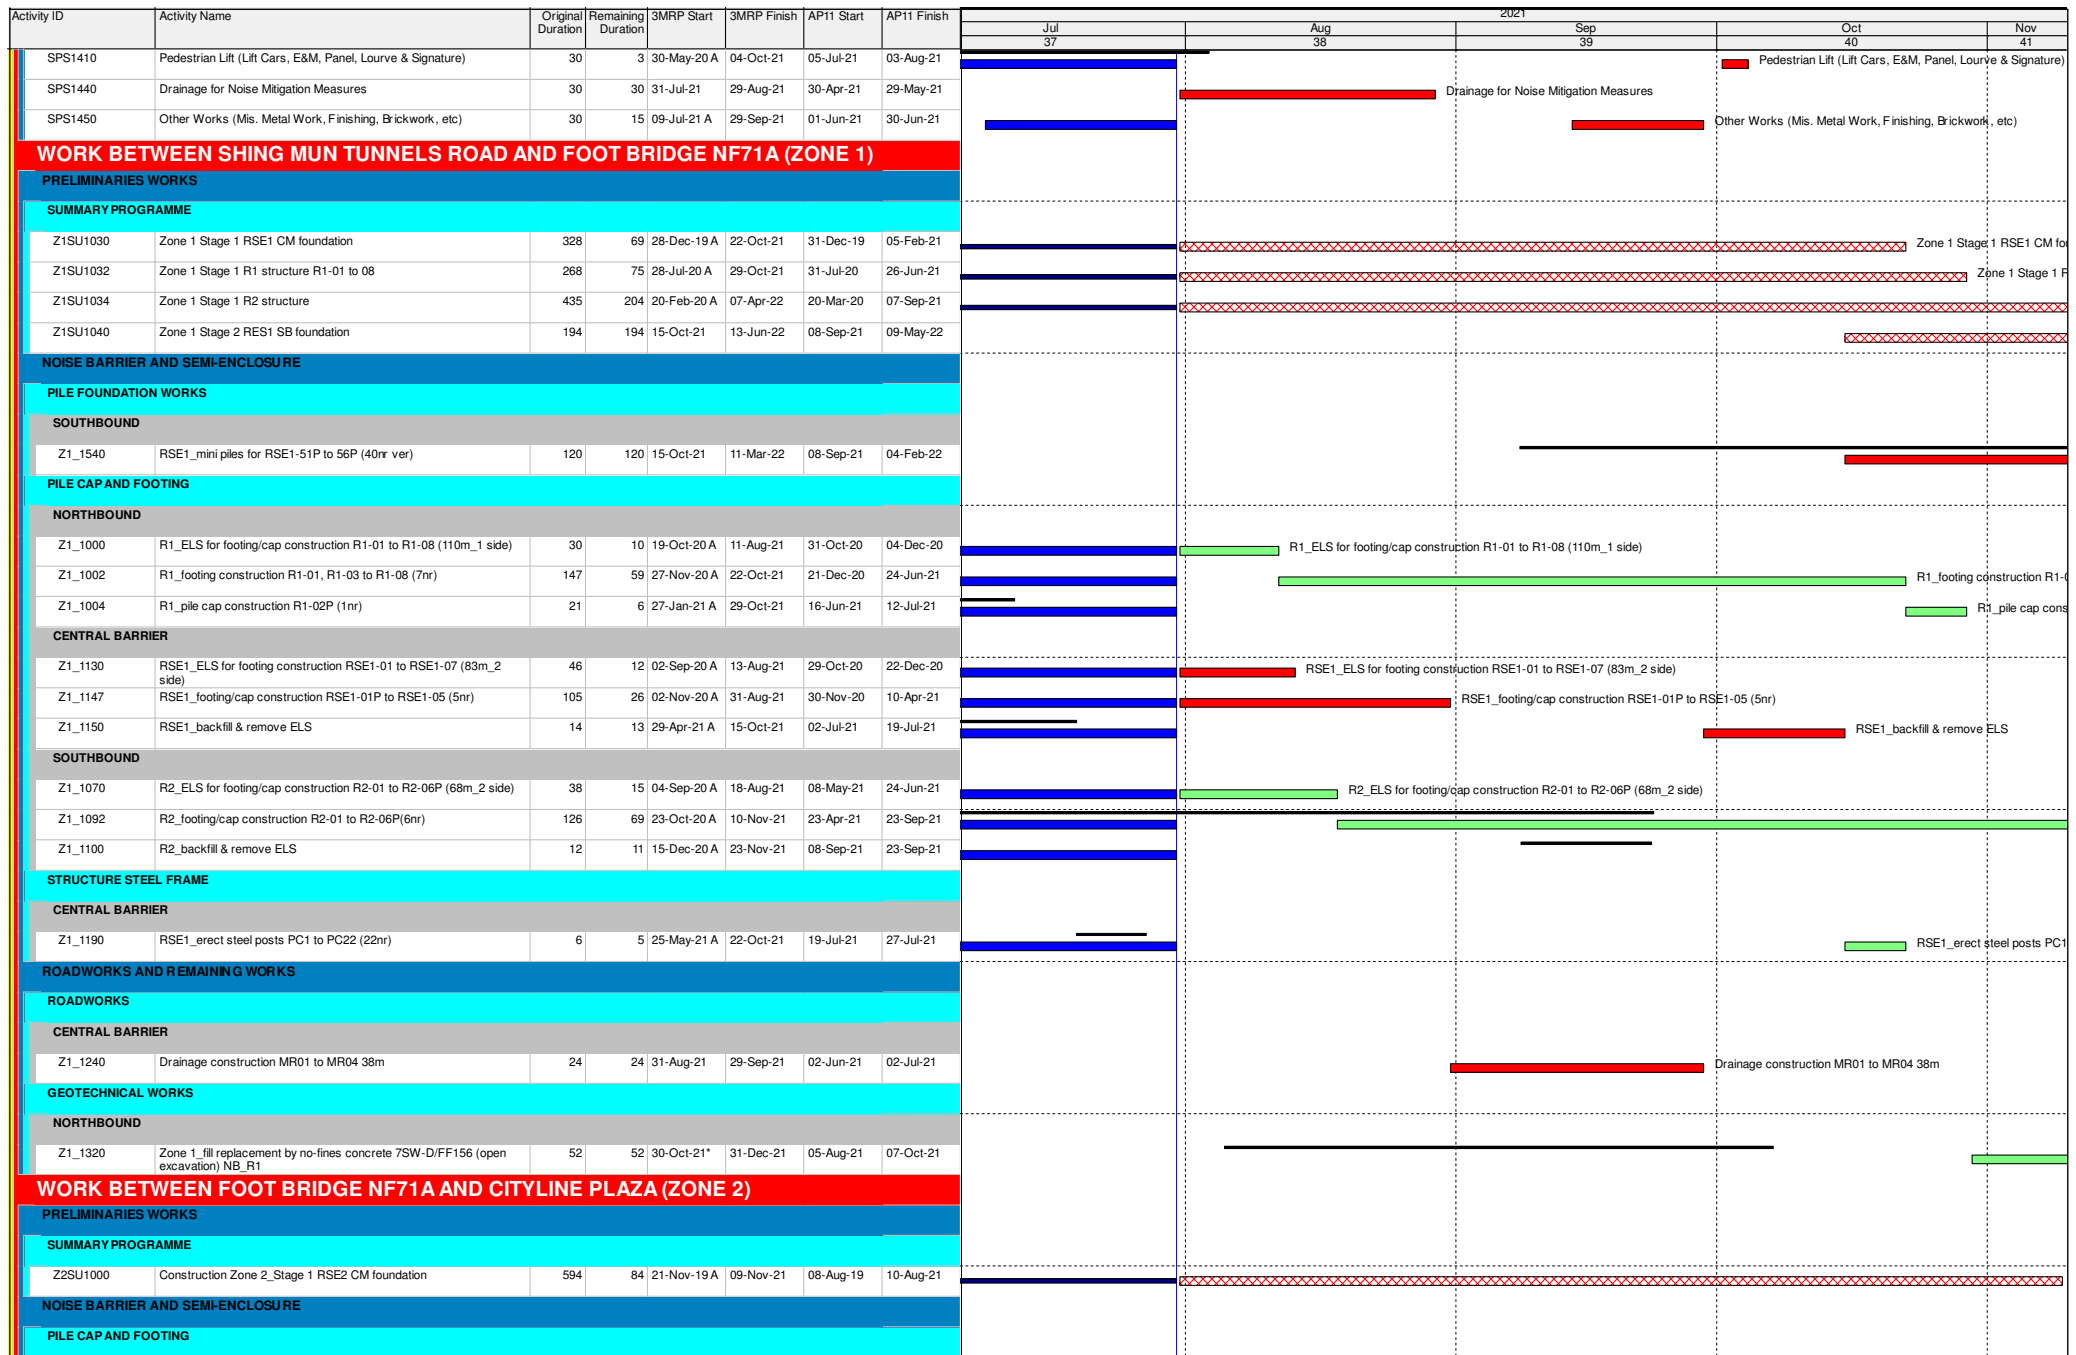 Activity ID Activity Name Original Duration Remaining Duration 3MRP Start 3MRP Finish AP11 Start AP11 Finish 2021
Jul Aug Sep Oct Nov
37 38 39 40 41
SPS1410 Pedestrian Lift (Lift Cars, E&M, Panel, Lourve & Signature) 30 3 30-May-20 A 04-Oct-21 05-Jul-21 03-Aug-21 Pedestrian Lift (Lift Cars, E&M, Panel, Lourve & Signature)
SPS1440 Drainage for Noise Mitigation Measures 30 30 31-Jul-21 29-Aug-21 30-Apr-21 29-May-21 Drainage for Noise Mitigation Measures
SPS1450 Other Works (Mis. Metal Work, Finishing, Brickwork, etc) 30 15 09-Jul-21 A 29-Sep-21 01-Jun-21 30-Jun-21 Other Works (Mis. Metal Work, Finishing, Brickwork, etc)
WORK BETWEEN SHING MUN TUNNELS ROAD AND FOOT BRIDGE NF71A (ZONE 1)
PRELIMINARIES WORKS
SUMMARY PROGRAMME
Z1SU1030 Zone 1 Stage 1 RSE1 CM foundation 328 69 28-Dec-19 A 22-Oct-21 31-Dec-19 05-Feb-21 Zone 1 Stage 1 RSE1 CM fo
Z1SU1032 Zone 1 Stage 1 R1 structure R1-01 to 08 268 75 28-Jul-20 A 29-Oct-21 31-Jul-20 26-Jun-21 Zone 1 Stage 1 R
Z1SU1034 Zone 1 Stage 1 R2 structure 435 204 20-Feb-20 A 07-Apr-22 20-Mar-20 07-Sep-21
Z1SU1040 Zone 1 Stage 2 RES1 SB foundation 194 194 15-Oct-21 13-Jun-22 08-Sep-21 09-May-22
NOISE BARRIER AND SEMI-ENCLOSURE
PILE FOUNDATION WORKS
SOUTHBOUND
Z1_1540 RSE1_mini piles for RSE1-51P to 56P (40nr ver) 120 120 15-Oct-21 11-Mar-22 08-Sep-21 04-Feb-22
PILE CAP AND FOOTING
NORTHBOUND
Z1_1000 R1_ELS for footing/cap construction R1-01 to R1-08 (110m_1 side) 30 10 19-Oct-20 A 11-Aug-21 31-Oct-20 04-Dec-20 R1_ELS for footing/cap construction R1-01 to R1-08 (110m_1 side)
Z1_1002 R1_footing construction R1-01, R1-03 to R1-08 (7nr) 147 59 27-Nov-20 A 22-Oct-21 21-Dec-20 24-Jun-21 R1_footing construction R1-0
Z1_1004 R1_pile cap construction R1-02P (1nr) 21 6 27-Jan-21 A 29-Oct-21 16-Jun-21 12-Jul-21 R1_pile cap cons
CENTRAL BARRIER
Z1_1130 RSE1_ELS for footing construction RSE1-01 to RSE1-07 (83m_2 side) 46 12 02-Sep-20 A 13-Aug-21 29-Oct-20 22-Dec-20 RSE1_ELS for footing construction RSE1-01 to RSE1-07 (83m_2 side)
Z1_1147 RSE1_footing/cap construction RSE1-01P to RSE1-05 (5nr) 105 26 02-Nov-20 A 31-Aug-21 30-Nov-20 10-Apr-21 RSE1_footing/cap construction RSE1-01P to RSE1-05 (5nr)
Z1_1150 RSE1_backfill & remove ELS 14 13 29-Apr-21 A 15-Oct-21 02-Jul-21 19-Jul-21 RSE1_backfill & remove ELS
SOUTHBOUND
Z1_1070 R2_ELS for footing/cap construction R2-01 to R2-06P (68m_2 side) 38 15 04-Sep-20 A 18-Aug-21 08-May-21 24-Jun-21 R2_ELS for footing/cap construction R2-01 to R2-06P (68m_2 side)
Z1_1092 R2_footing/cap construction R2-01 to R2-06P(6nr) 126 69 23-Oct-20 A 10-Nov-21 23-Apr-21 23-Sep-21
Z1_1100 R2_backfill & remove ELS 12 11 15-Dec-20 A 23-Nov-21 08-Sep-21 23-Sep-21
STRUCTURE STEEL FRAME
CENTRAL BARRIER
Z1_1190 RSE1_erect steel posts PC1 to PC22 (22nr) 6 5 25-May-21 A 22-Oct-21 19-Jul-21 27-Jul-21 RSE1_erect steel posts PC1
ROADWORKS AND REMAINING WORKS
ROADWORKS
CENTRAL BARRIER
Z1_1240 Drainage construction MR01 to MR04 38m 24 24 31-Aug-21 29-Sep-21 02-Jun-21 02-Jul-21 Drainage construction MR01 to MR04 38m
GEOTECHNICAL WORKS
NORTHBOUND
Z1_1320 Zone 1_fill replacement by no-fines concrete 7SW-D/FF156 (open excavation) NB_R1 52 52 30-Oct-21* 31-Dec-21 05-Aug-21 07-Oct-21
WORK BETWEEN FOOT BRIDGE NF71A AND CITYLINE PLAZA (ZONE 2)
PRELIMINARIES WORKS
SUMMARY PROGRAMME
Z2SU1000 Construction Zone 2_Stage 1 RSE2 CM foundation 594 84 21-Nov-19 A 09-Nov-21 08-Aug-19 10-Aug-21
NOISE BARRIER AND SEMI-ENCLOSURE
PILE CAP AND FOOTING